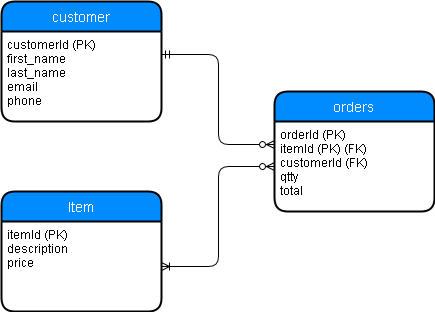 customer
customerId (PK)
first_name
last_name
email
phone
orders
orderId (PK)
itemId (PK) (FK)
customerId (FK)
qtty
total
Item
itemId (PK)
description
price